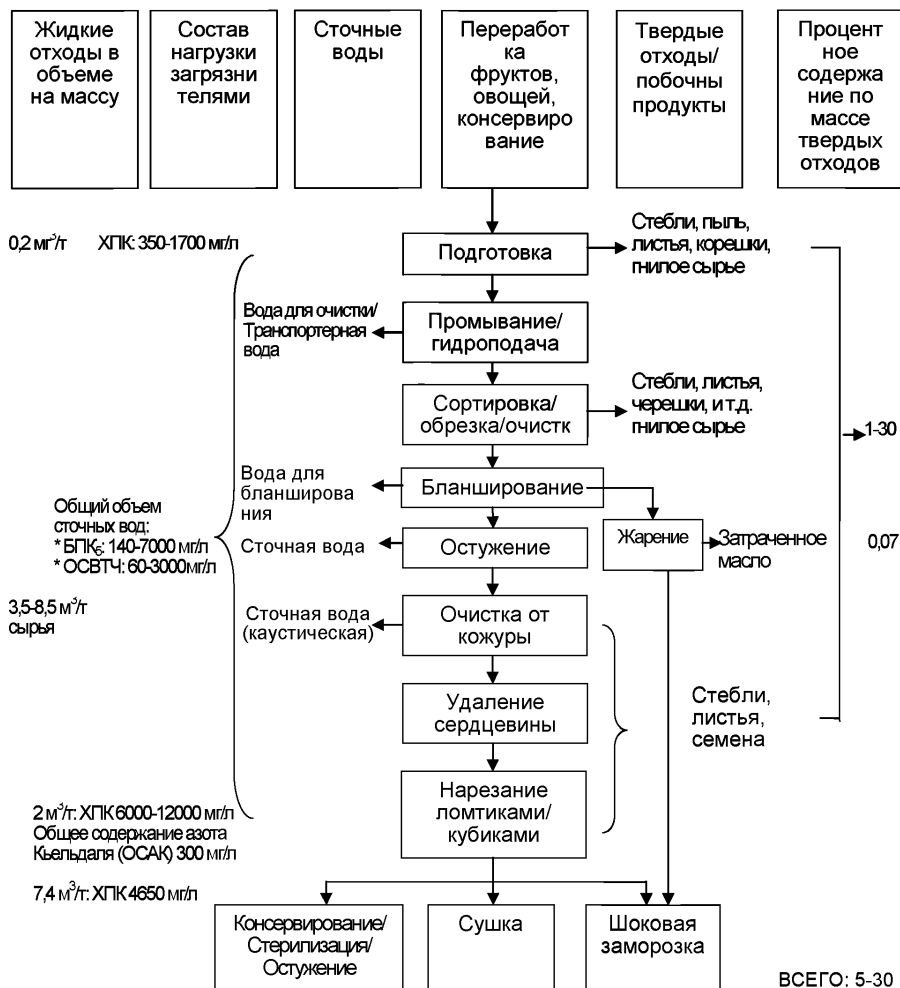 Жидкие
отходы в
объеме
на массу
Состав
нагрузки
загрязни
телями
Сточные
воды
Переработ
ка
фруктов,
овощей,
консервиро
вание
Твердые
отходы/
побочны
продукты
Процент
ное
содержа
ние по
массе
твердых
отходов
0,2 мг³/т
ХПК: 350-1700 мг/л
Подготовка
Стебли, пыль,
листья, корешки,
гнилое сырье
Вода для очистки/
Транспортерная
вода
Промывание/
гидроподача
Сортировка/
обрезка/очистк
Стебли, листья,
черешки, и т.д.
гнилое сырье
1-30
Вода для
бланширова
ния
Бланширование
Общий объем
сточных вод:
* БПК₅: 140-7000 мг/л
* ОСВТЧ: 60-3000мг/л
Сточная вода
Остужение
Жарение
Затраченное
масло
0,07
3,5-8,5 м³/т
сырья
Сточная вода
(каустическая)
Очистка от
кожуры
Удаление
сердцевины
Стебли,
листья,
семена
Нарезание
ломтиками/
кубиками
2 м³/т: ХПК 6000-12000 мг/л
Общее содержание азота
Кьельдаля (ОСАК) 300 мг/л
7,4 м³/т: ХПК 4650 мг/л
Консервирование/
Стерилизация/
Остужение
Сушка
Шоковая
заморозка
ВСЕГО: 5-30